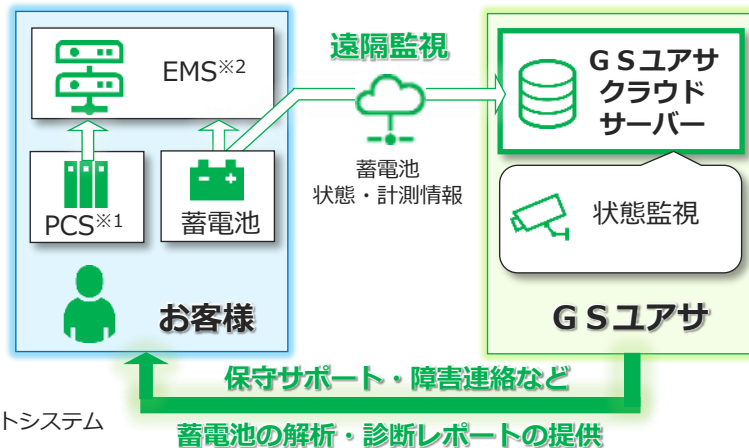 EMS※2
PCS※1
蓄電池
お客様
遠隔監視
蓄電池
状態・計測情報
GSユアサ
クラウド
サーバー
状態監視
GSユアサ
保守サポート・障害連絡など
蓄電池の解析・診断レポートの提供
トシステム